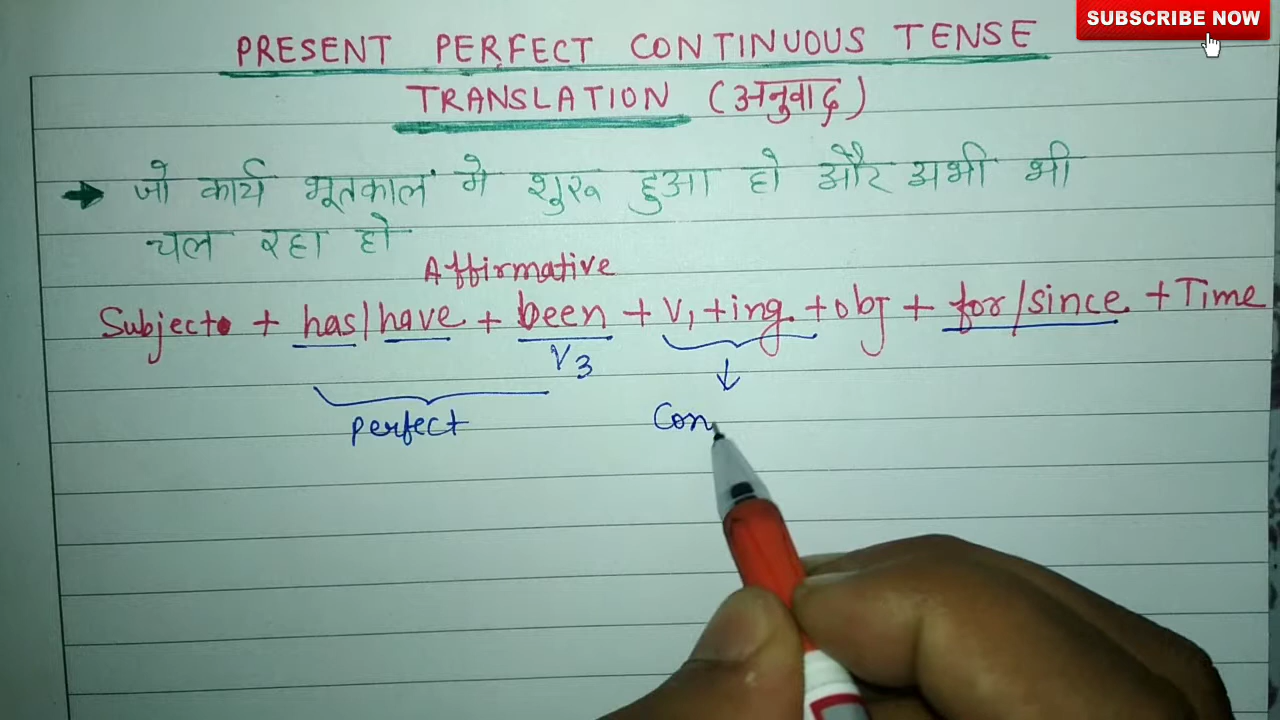 SUBSCRIBE NOW
PRESENT PERFECT CONTINUOUS TENSE
TRANSLATION (अनुवाद)
→ जो कार्य भूतकाल मे शुरू हुआ हो और अभी भी
चल रहा हो
Affirmative
Subject + has/have + been + V₁+ing + obj + for/since + Time
V3
perfect
Con